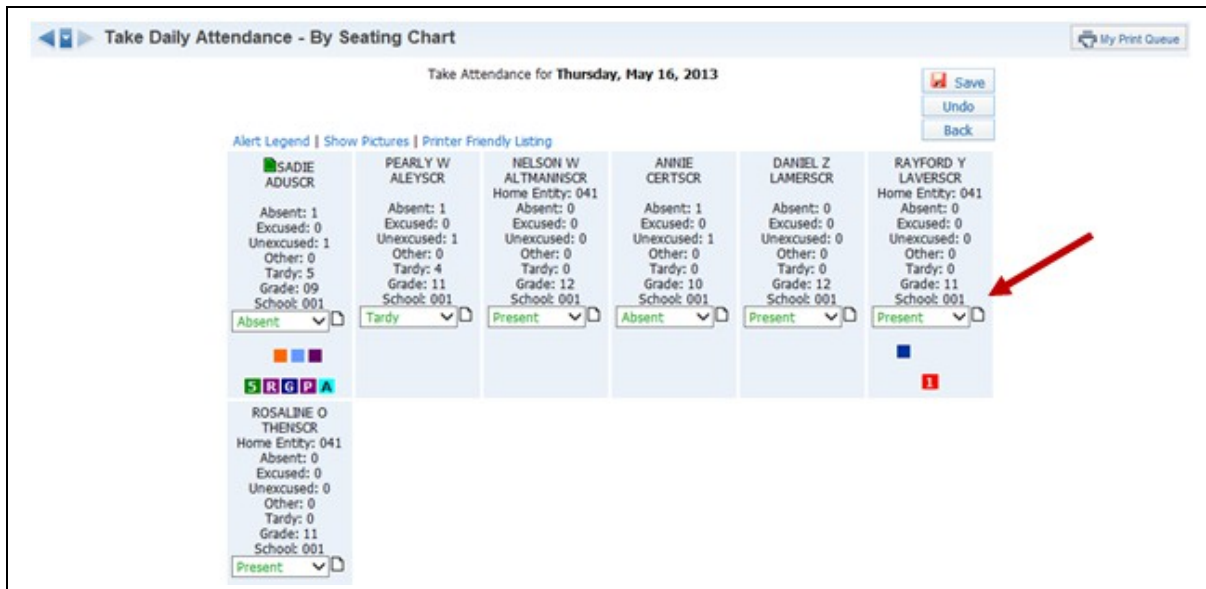 Take Daily Attendance - By Seating Chart
My Print Queue
Take Attendance for Thursday, May 16, 2013
Save
Undo
Back
Alert Legend | Show Pictures | Printer Friendly Listing
SADIE
ADUSCR
Absent: 1
Excused: 0
Unexcused: 1
Other: 0
Tardy: 5
Grade: 09
School: 001
Absent
5 R G P A
PEARLY W
ALEYSCR
Absent: 1
Excused: 0
Unexcused: 1
Other: 0
Tardy: 4
Grade: 11
School: 001
Tardy
NELSON W
ALTMANNSCR
Home Entity: 041
Absent: 0
Excused: 0
Unexcused: 0
Other: 0
Tardy: 0
Grade: 12
School: 001
Present
ANNIE
CERTSCR
Absent: 1
Excused: 0
Unexcused: 1
Other: 0
Tardy: 0
Grade: 10
School: 001
Absent
DANIEL Z
LAMERSCR
Absent: 0
Excused: 0
Unexcused: 0
Other: 0
Tardy: 0
Grade: 12
School: 001
Present
RAYFORD Y
LAVERSCR
Home Entity: 041
Absent: 0
Excused: 0
Unexcused: 0
Other: 0
Tardy: 0
Grade: 11
School: 001
Present
1
ROSALINE O
THENSCR
Home Entity: 041
Absent: 0
Excused: 0
Unexcused: 0
Other: 0
Tardy: 0
Grade: 11
School: 001
Present